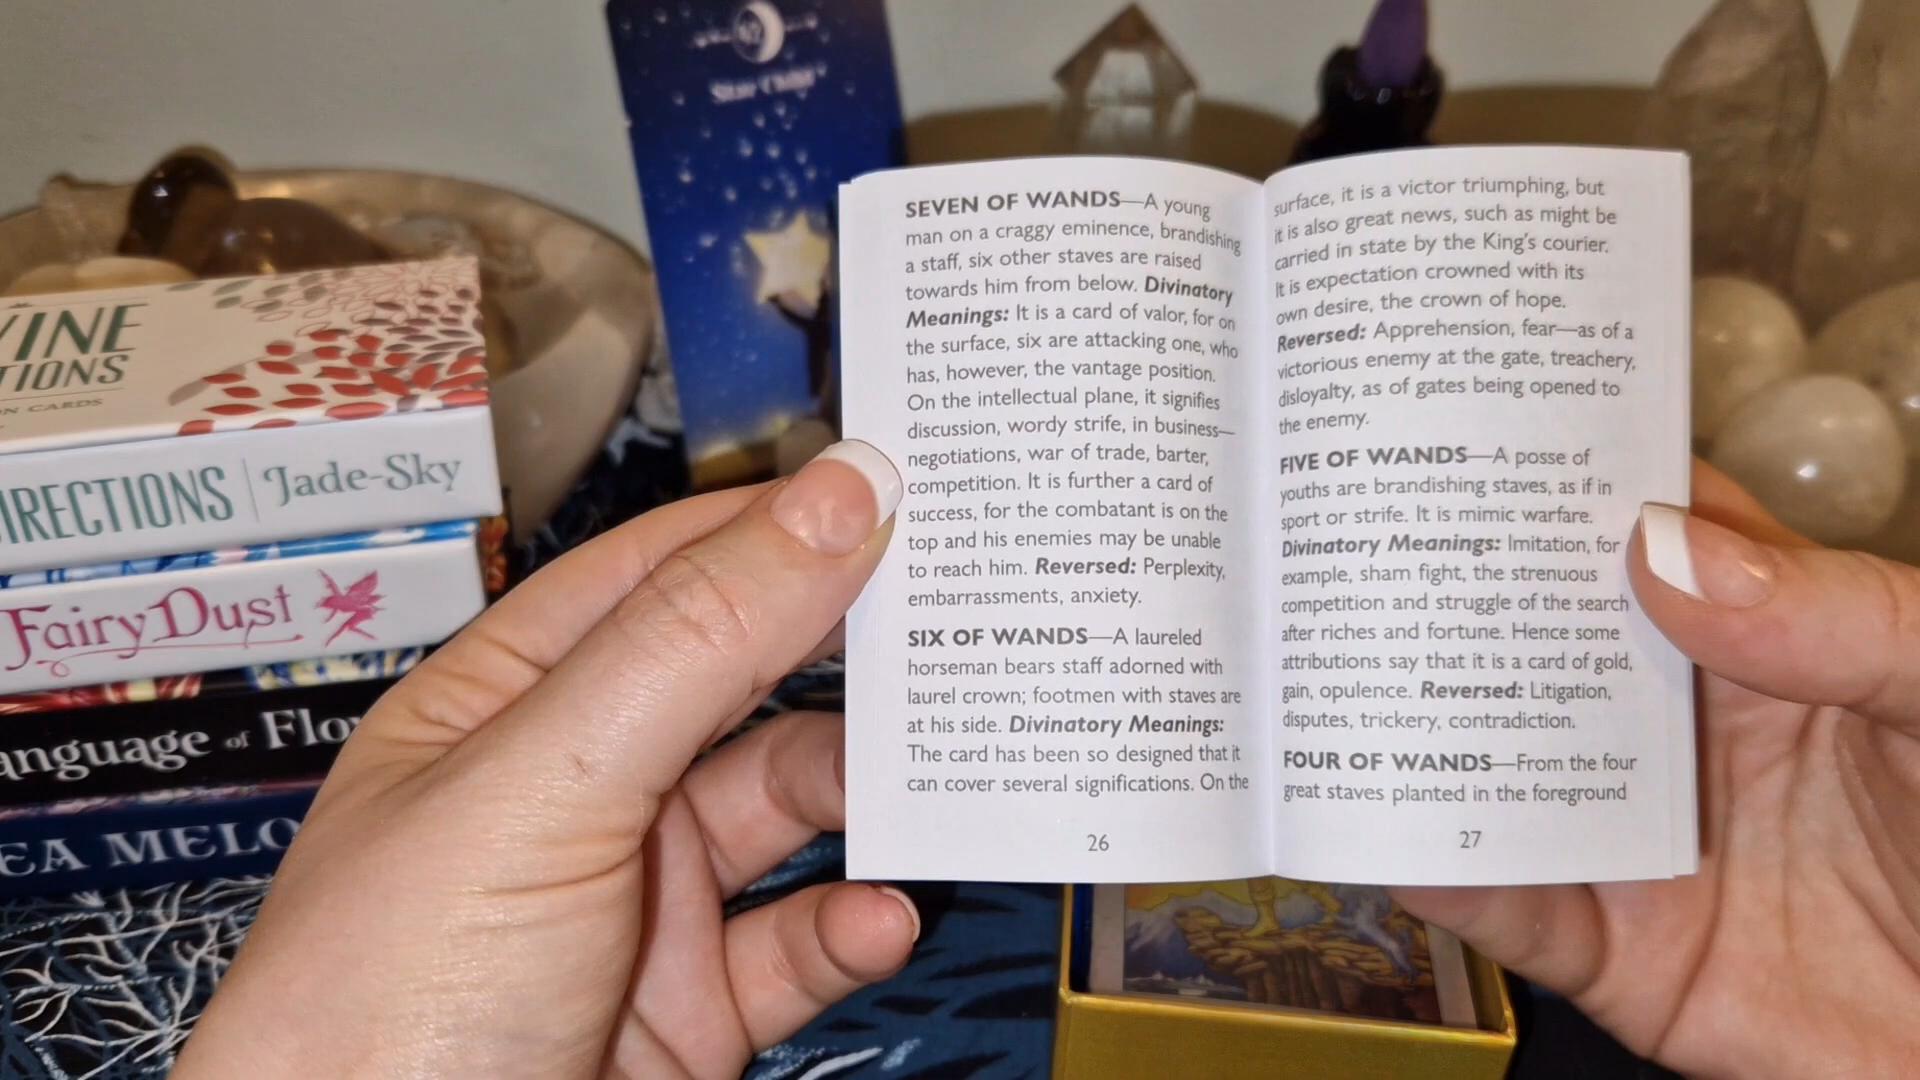 Star Child
VINE
TIONS
N CARDS
IRECTIONS | Jade-Sky
Fairy Dust
anguage of Flo
EA MELO
SEVEN OF WANDS—A young
man on a craggy eminence, brandishing
a staff, six other staves are raised
towards him from below. Divinatory
Meanings: It is a card of valor, for on
the surface, six are attacking one, who
has, however, the vantage position.
On the intellectual plane, it signifies
discussion, wordy strife, in business—
negotiations, war of trade, barter,
competition. It is further a card of
success, for the combatant is on the
top and his enemies may be unable
to reach him. Reversed: Perplexity,
embarrassments, anxiety.
SIX OF WANDS—A laureled
horseman bears staff adorned with
laurel crown; footmen with staves are
at his side. Divinatory Meanings:
The card has been so designed that it
can cover several significations. On the
26
surface, it is a victor triumphing, but
it is also great news, such as might be
carried in state by the King's courier.
It is expectation crowned with its
own desire, the crown of hope.
Reversed: Apprehension, fear—as of a
victorious enemy at the gate, treachery,
disloyalty, as of gates being opened to
the enemy.
FIVE OF WANDS—A posse of
youths are brandishing staves, as if in
sport or strife. It is mimic warfare.
Divinatory Meanings: Imitation, for
example, sham fight, the strenuous
competition and struggle of the search
after riches and fortune. Hence some
attributions say that it is a card of gold,
gain, opulence. Reversed: Litigation,
disputes, trickery, contradiction.
FOUR OF WANDS—From the four
great staves planted in the foreground
27